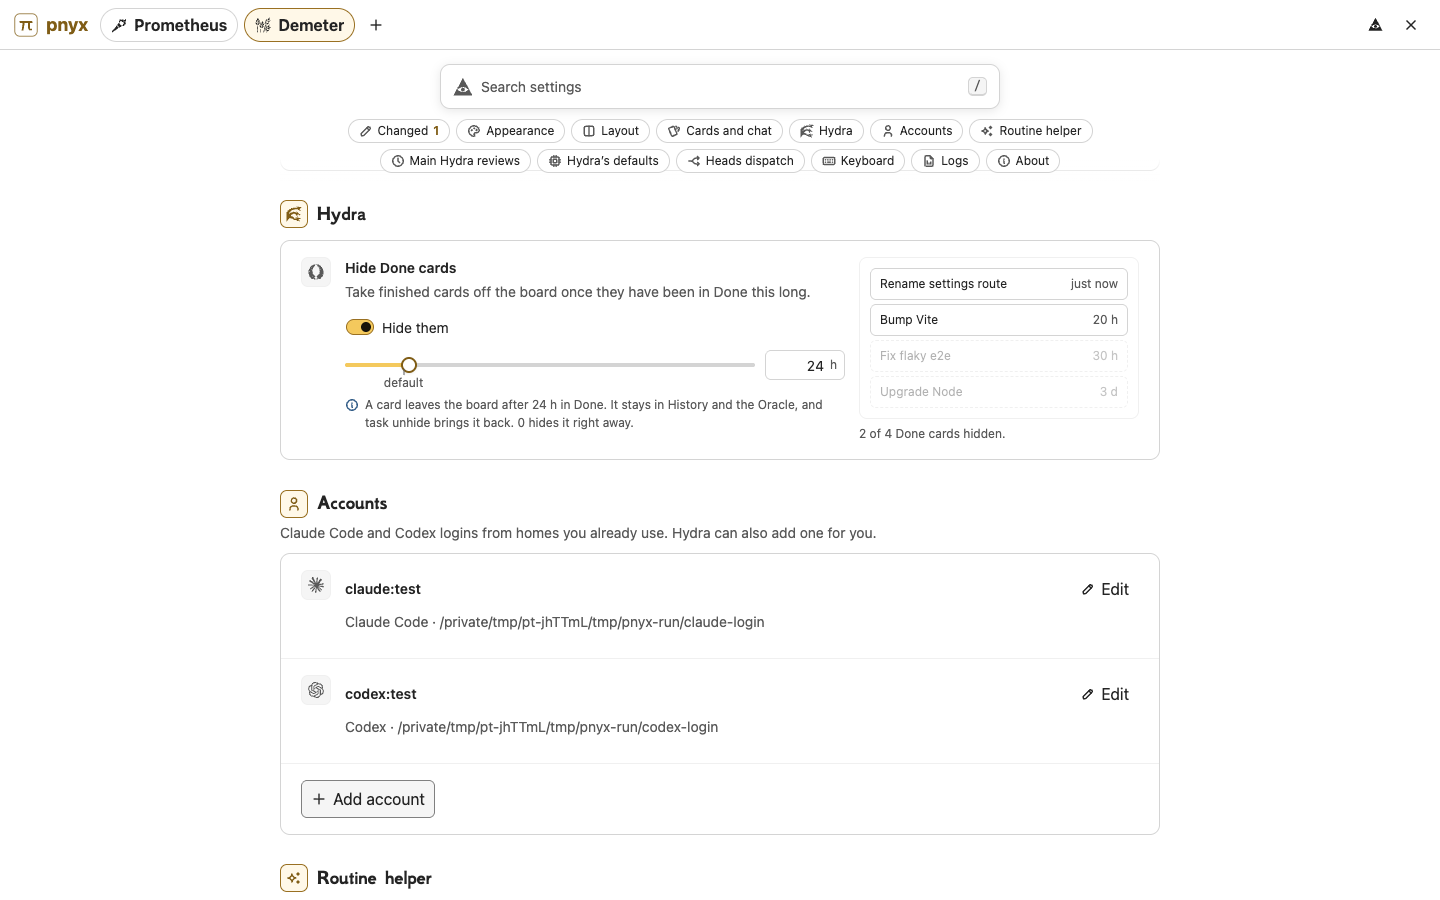 π pnyx Prometheus Demeter +
Search settings /
Changed 1 Appearance Layout Cards and chat Hydra Accounts Routine helper
Main Hydra reviews Hydra's defaults Heads dispatch Keyboard Logs About
Hydra
Hide Done cards
Take finished cards off the board once they have been in Done this long.
Hide them
24 h
default
A card leaves the board after 24 h in Done. It stays in History and the Oracle, and
task unhide brings it back. 0 hides it right away.
Rename settings route just now
Bump Vite 20 h
Fix flaky e2e 30 h
Upgrade Node 3 d
2 of 4 Done cards hidden.
Accounts
Claude Code and Codex logins from homes you already use. Hydra can also add one for you.
claude:test Edit
Claude Code · /private/tmp/pt-jhTTmL/tmp/pnyx-run/claude-login
codex:test Edit
Codex · /private/tmp/pt-jhTTmL/tmp/pnyx-run/codex-login
+ Add account
Routine helper